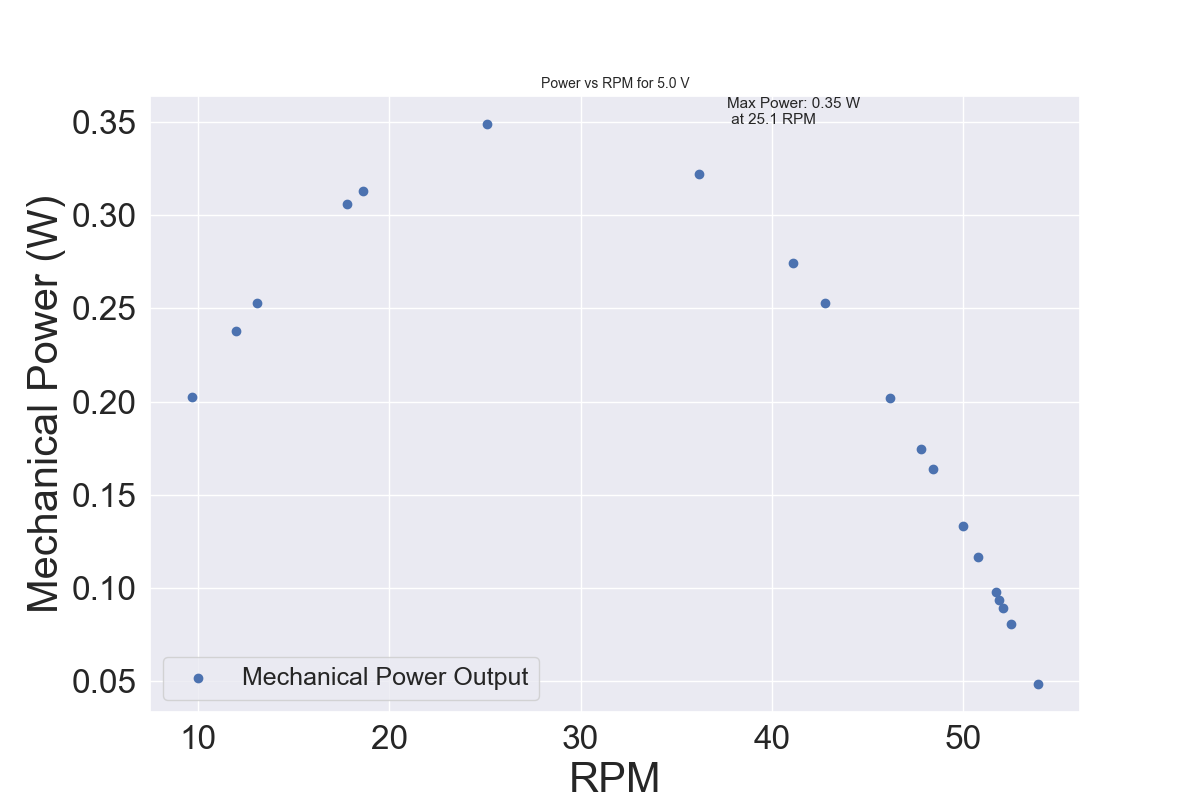 Power vs RPM for 5.0 V
Max Power: 0.35 W
at 25.1 RPM
Mechanical Power (W)
0.35
0.30
0.25
0.20
0.15
0.10
0.05
Mechanical Power Output
10 20 30 40 50
RPM